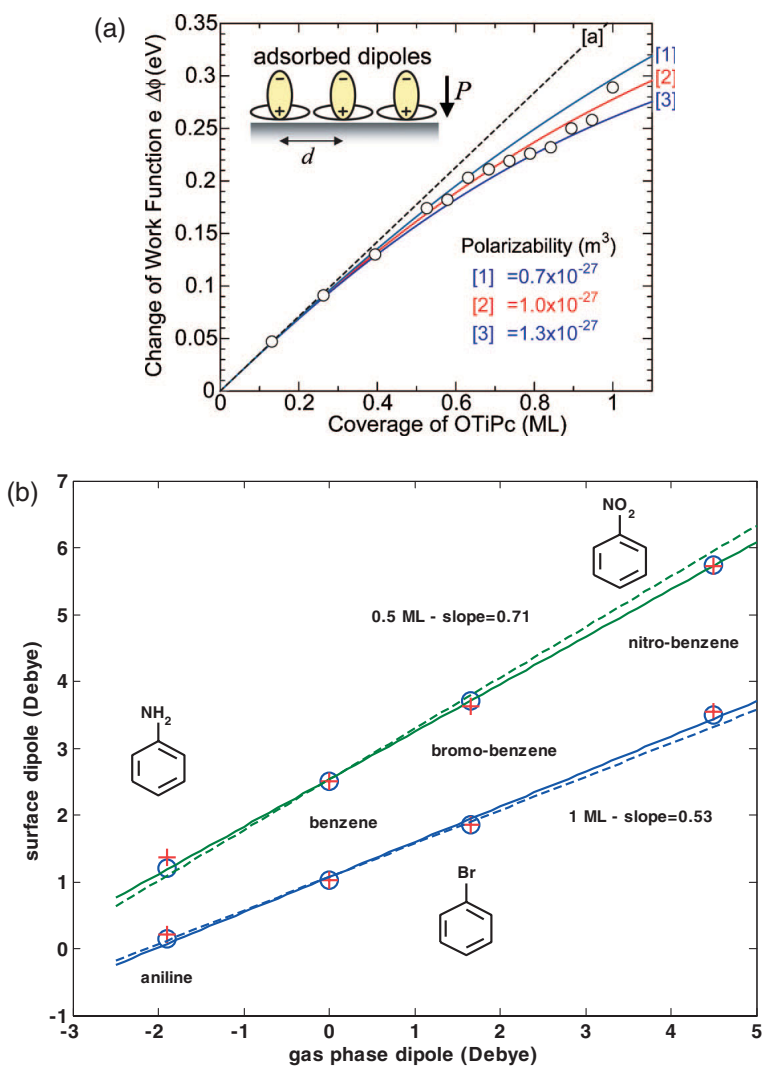 (a)
0.35
0.3
0.25
0.2
0.15
0.1
0.05
0
Change of Work Function e Δϕ(eV)
adsorbed dipoles
− − −
+ + +
P
d
[a]
[1]
[2]
[3]
Polarizability (m³)
[1] =0.7x10⁻²⁷
[2] =1.0x10⁻²⁷
[3] =1.3x10⁻²⁷
0 0.2 0.4 0.6 0.8 1
Coverage of OTiPc (ML)
(b)
7
6
5
4
3
2
1
0
-1
surface dipole (Debye)
NO₂
0.5 ML - slope=0.71
nitro-benzene
NH₂
bromo-benzene
benzene
1 ML - slope=0.53
Br
aniline
-3 -2 -1 0 1 2 3 4 5
gas phase dipole (Debye)